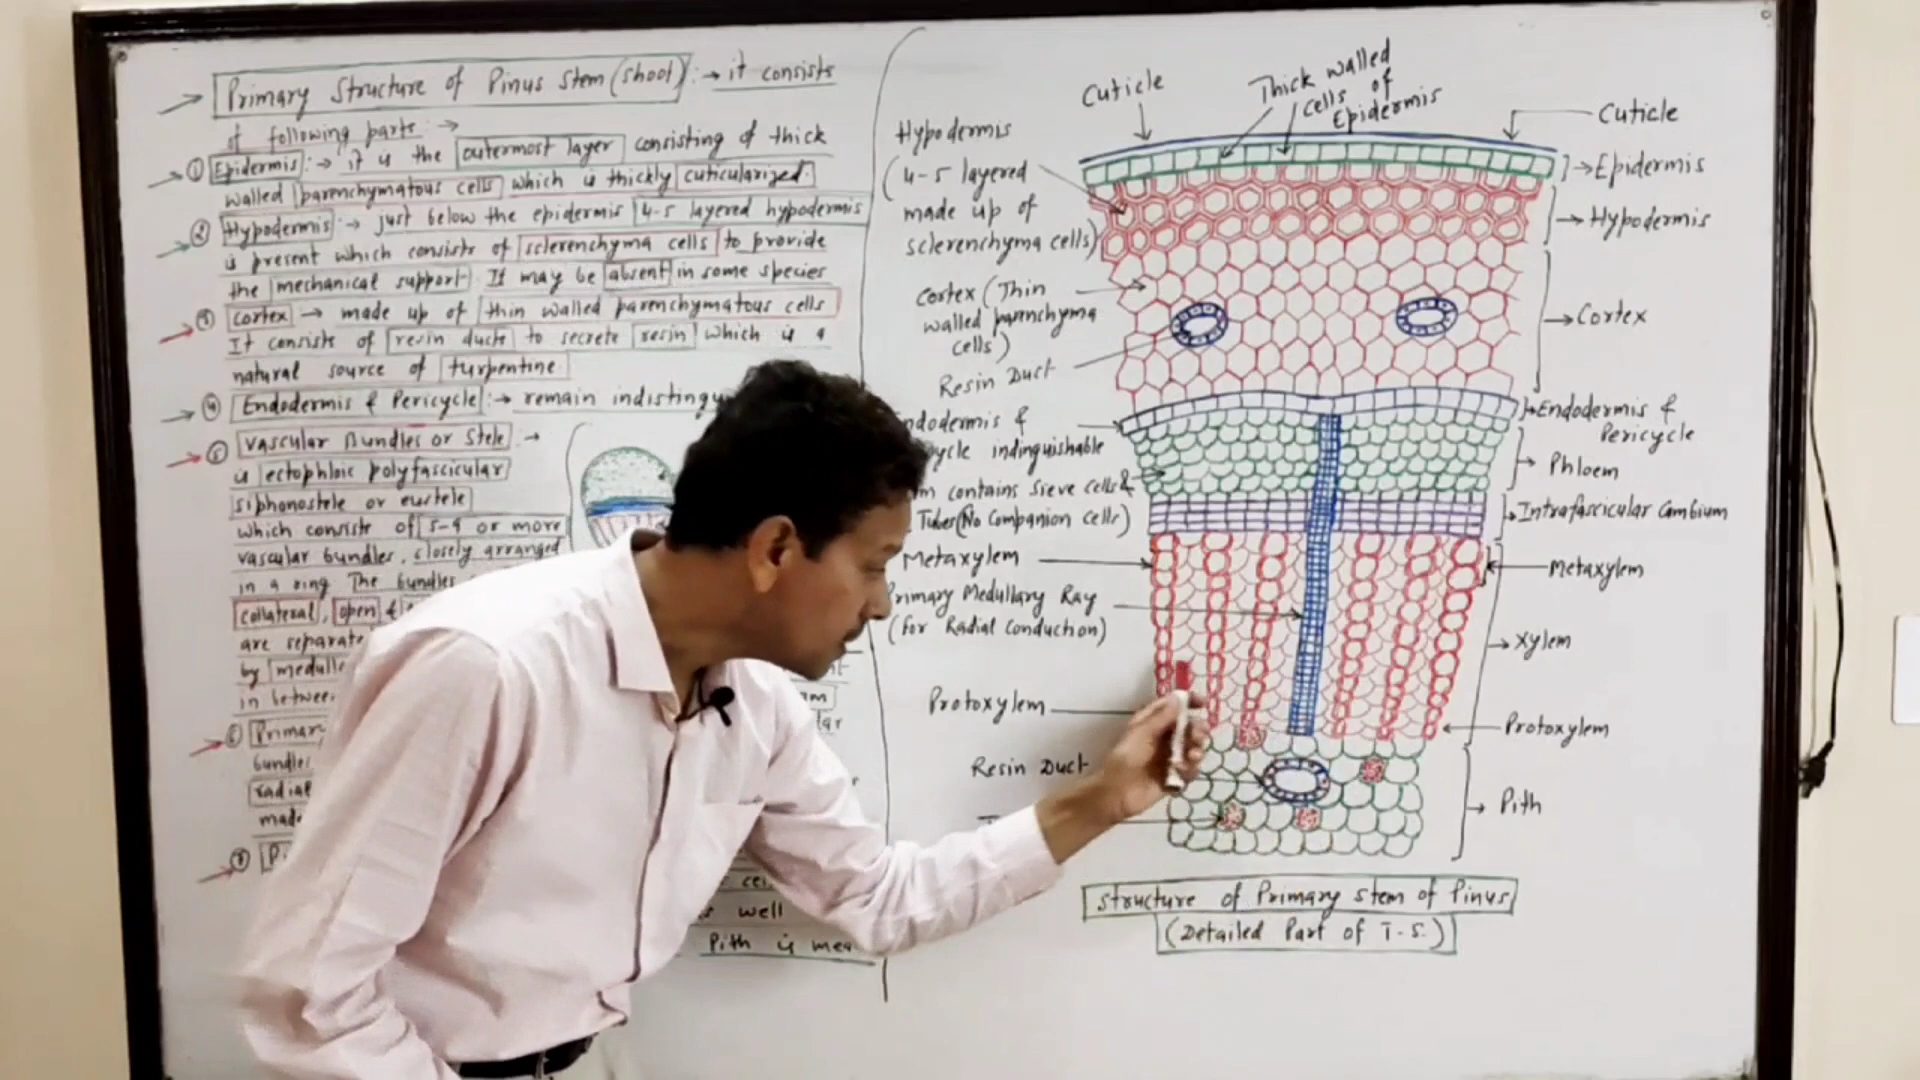 Primary Structure of Pinus Stem (Shoot) :→ it consists
of following parts :→
① Epidermis :→ it is the outermost layer consisting of thick
walled parenchymatous cells which is thickly cuticularized.
② Hypodermis :→ just below the epidermis 4-5 layered hypodermis
is present which consists of sclerenchyma cells to provide
the mechanical support. It may be absent in some species
③ Cortex → made up of thin walled parenchymatous cells
It consists of resin ducts to secrete resin which is a
natural source of turpentine
④ Endodermis & Pericycle :→ remain
⑤ Vascular Bundles or Stele :→
is ectophloic polyfascicular
siphonostele or eustele
which consists of 5-9 or more
vascular bundles, closely arranged
in a ring The bundles
collateral, open &
are
by
in
⑥
radial
Pith is
well
Cuticle
Thick walled
cells of
Epidermis
Cuticle
Hypodermis
(4-5 layered
made up of
sclerenchyma cells)
Epidermis
Hypodermis
Cortex (Thin
walled parenchyma
cells)
Cortex
Resin Duct
Endodermis &
Pericycle
indinguishable
Phloem
contains Sieve cells &
Tubes (No Companion cells)
Intrafascicular Cambium
Metaxylem
Metaxylem
Primary Medullary Ray
(For Radial Conduction)
Xylem
Protoxylem
Protoxylem
Resin Duct
Pith
Structure of Primary Stem of Pinus
(Detailed Part of T.S.)